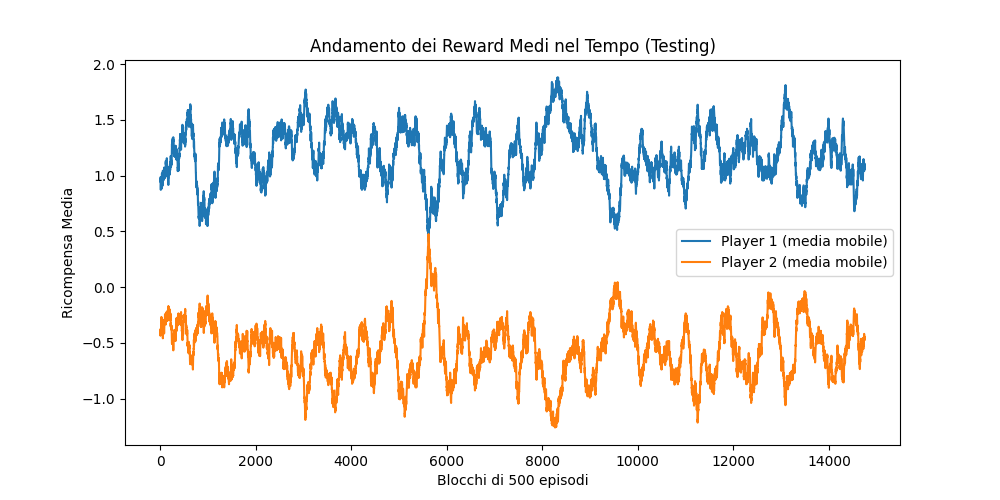 Andamento dei Reward Medi nel Tempo (Testing)
Ricompensa Media
2.0
1.5
1.0
0.5
0.0
−0.5
−1.0
Player 1 (media mobile)
Player 2 (media mobile)
0 2000 4000 6000 8000 10000 12000 14000
Blocchi di 500 episodi